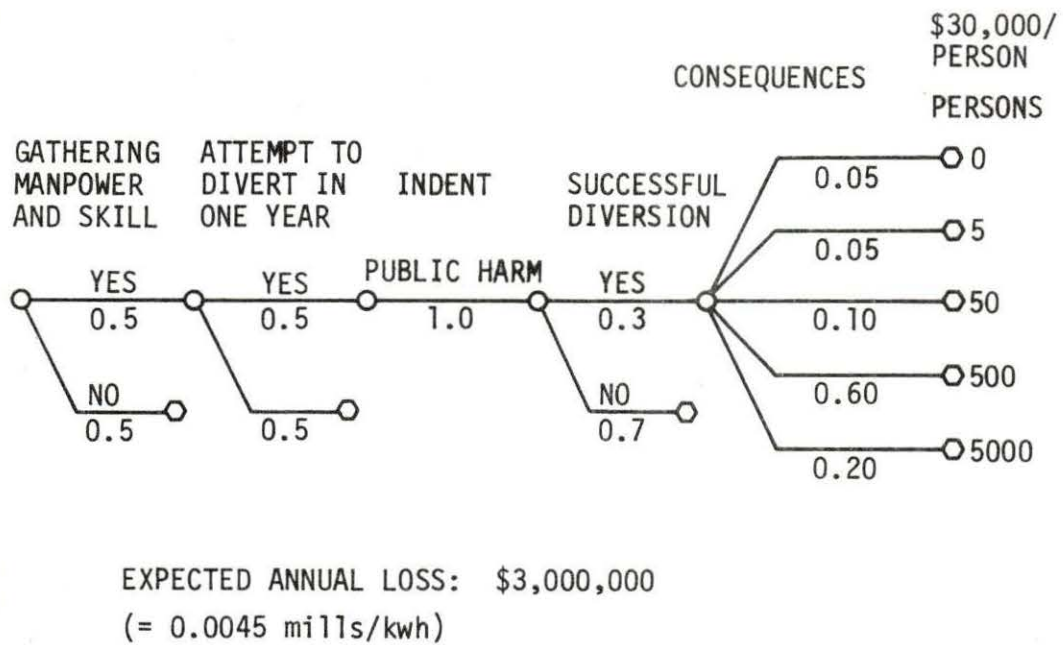 $30,000/
PERSON
CONSEQUENCES
PERSONS
GATHERING
MANPOWER
AND SKILL
ATTEMPT TO
DIVERT IN
ONE YEAR
INDENT
SUCCESSFUL
DIVERSION
YES
0.5
NO
0.5
YES
0.5
0.5
PUBLIC HARM
1.0
YES
0.3
NO
0.7
0.05
0
0.05
5
0.10
50
0.60
500
0.20
5000
EXPECTED ANNUAL LOSS: $3,000,000
(= 0.0045 mills/kwh)